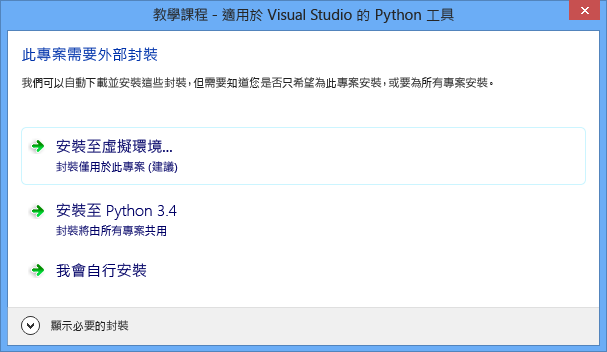 教學課程 - 適用於 Visual Studio 的 Python 工具
此專案需要外部封裝
我們可以自動下載並安裝這些封裝，但需要知道您是否只希望為此專案安裝，或要為所有專案安裝。
安裝至虛擬環境...
封裝僅用於此專案 (建議)
安裝至 Python 3.4
封裝將由所有專案共用
我會自行安裝
顯示必要的封裝